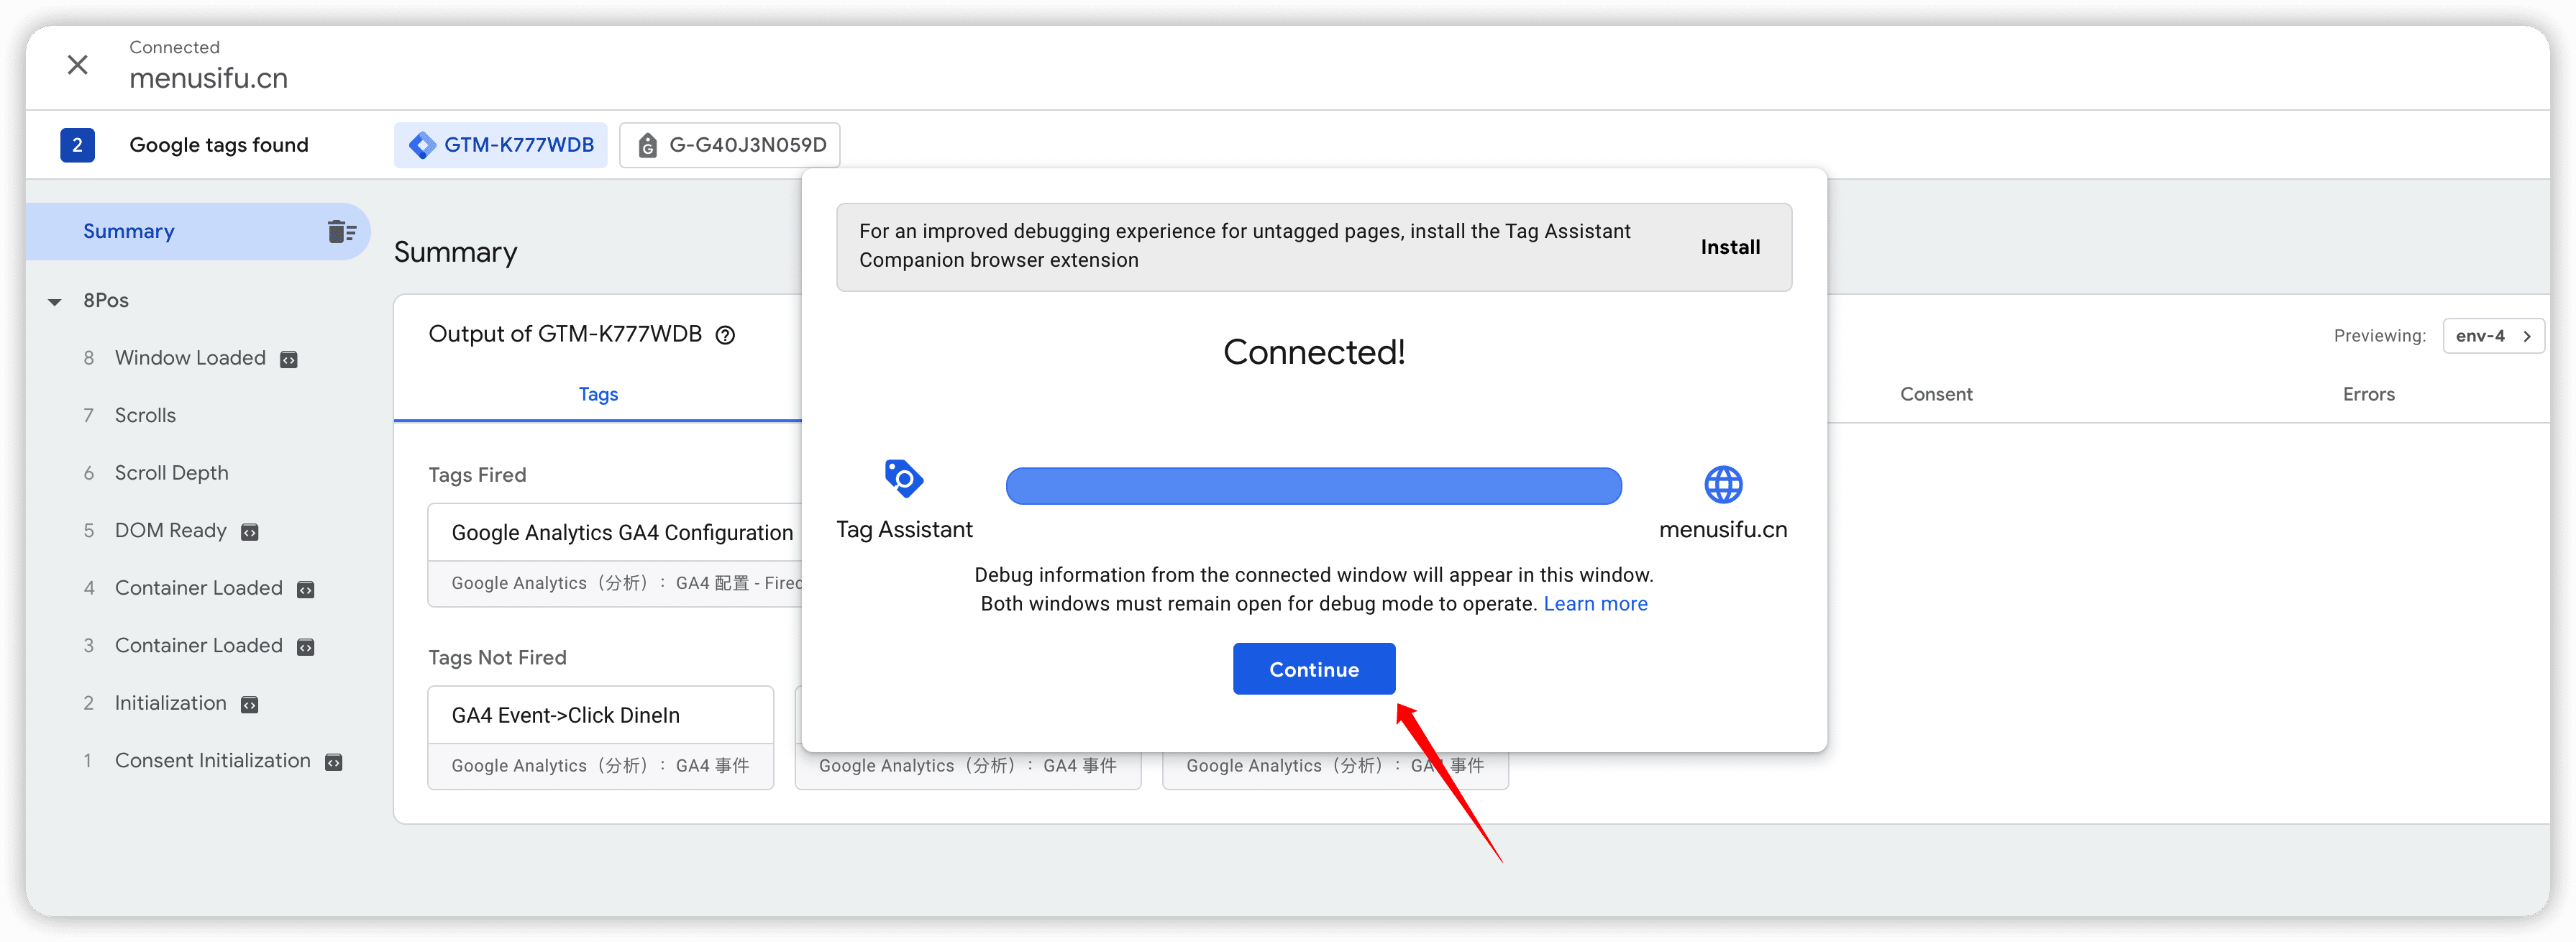 Connected
menusifu.cn
2 Google tags found GTM-K777WDB G-G40J3N059D
Summary
8Pos
8 Window Loaded
7 Scrolls
6 Scroll Depth
5 DOM Ready
4 Container Loaded
3 Container Loaded
2 Initialization
1 Consent Initialization
Summary
Output of GTM-K777WDB
Previewing: env-4
Tags
Consent
Errors
Tags Fired
Google Analytics GA4 Configuration
Google Analytics（分析）： GA4 配置 - Fired
Tags Not Fired
GA4 Event->Click DineIn
Google Analytics（分析）： GA4 事件
Google Analytics（分析）： GA4 事件
Google Analytics（分析）： GA4 事件
For an improved debugging experience for untagged pages, install the Tag Assistant
Companion browser extension
Install
Connected!
Tag Assistant
menusifu.cn
Debug information from the connected window will appear in this window.
Both windows must remain open for debug mode to operate. Learn more
Continue